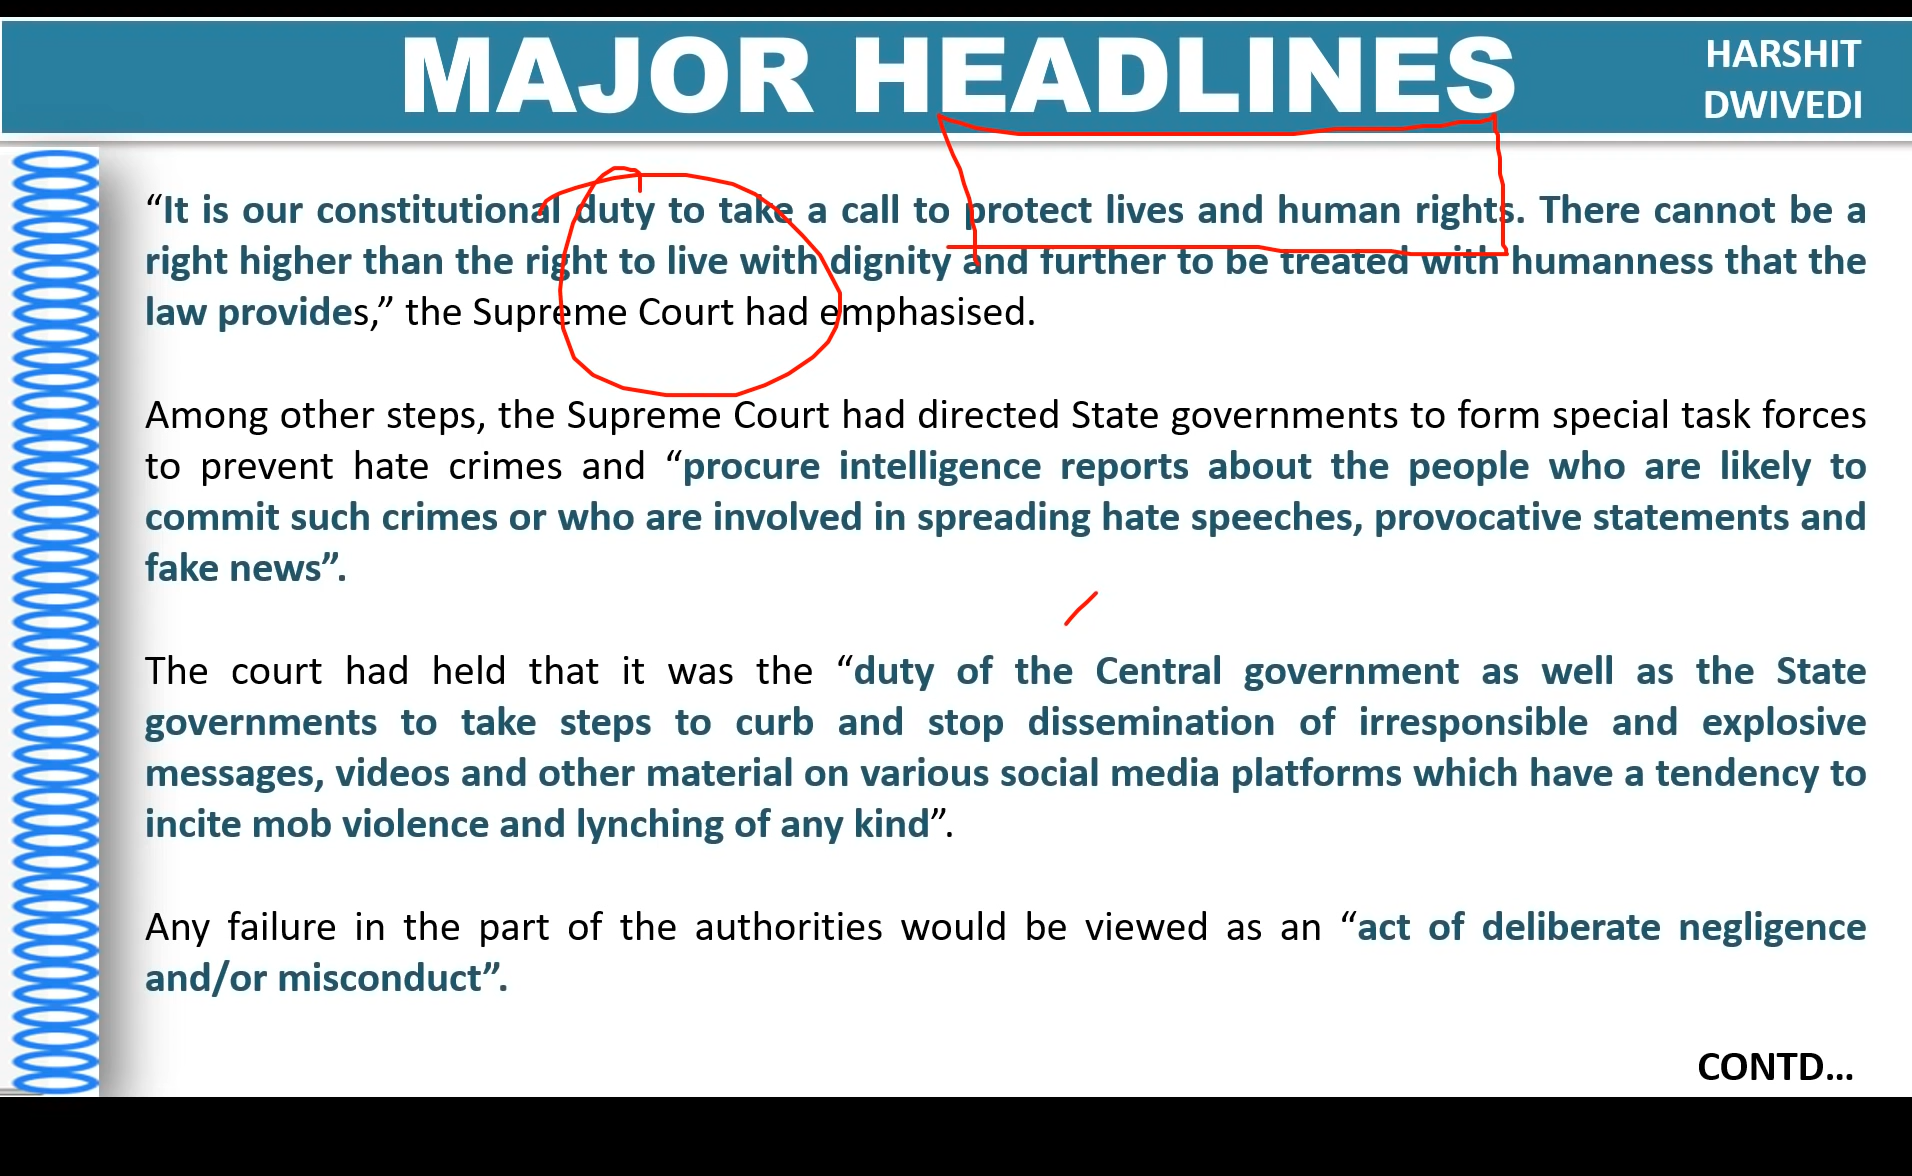 MAJOR HEADLINES
HARSHIT
DWIVEDI
“It is our constitutional duty to take a call to protect lives and human rights. There cannot be a
right higher than the right to live with dignity and further to be treated with humanness that the
law provides,” the Supreme Court had emphasised.
Among other steps, the Supreme Court had directed State governments to form special task forces
to prevent hate crimes and “procure intelligence reports about the people who are likely to
commit such crimes or who are involved in spreading hate speeches, provocative statements and
fake news”.
The court had held that it was the “duty of the Central government as well as the State
governments to take steps to curb and stop dissemination of irresponsible and explosive
messages, videos and other material on various social media platforms which have a tendency to
incite mob violence and lynching of any kind”.
Any failure in the part of the authorities would be viewed as an “act of deliberate negligence
and/or misconduct”.
CONTD...